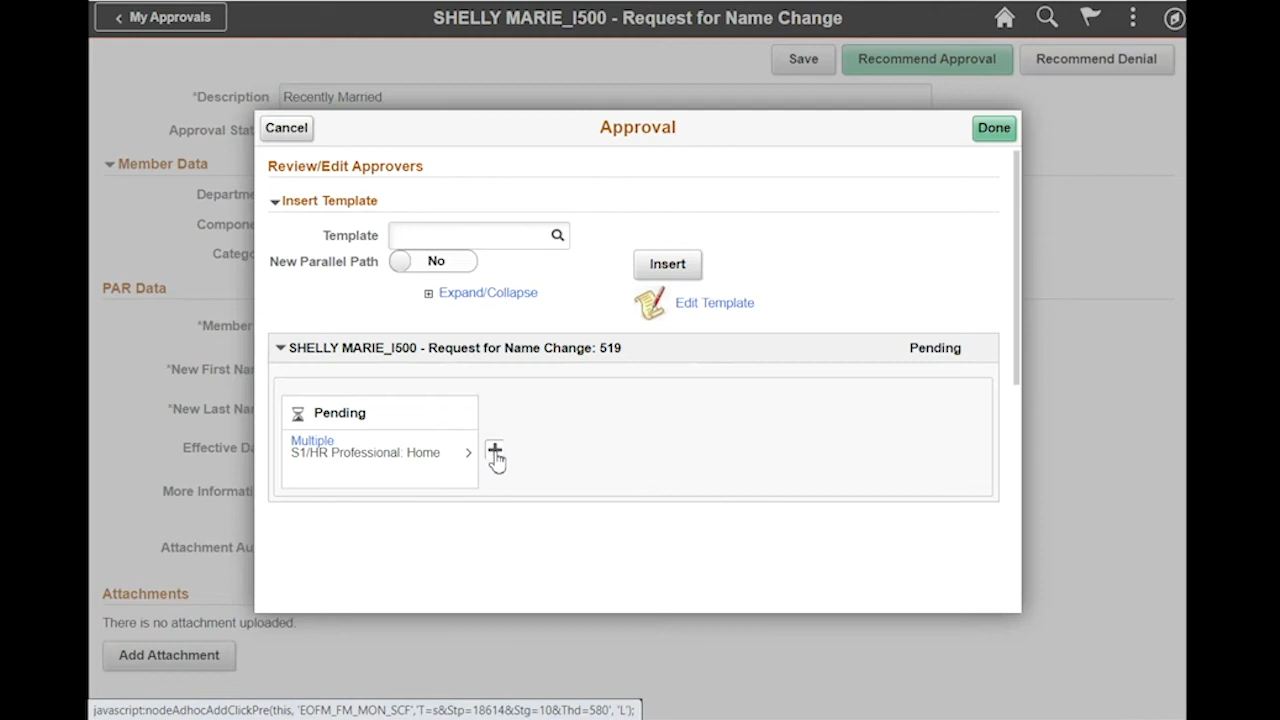 My Approvals
SHELLY MARIE_I500 - Request for Name Change
Save
Recommend Approval
Recommend Denial
*Description
Recently Married
Approval Stat
Member Data
Departme
Compone
Catego
PAR Data
*Member
*New First Nar
*New Last Nar
Effective Da
More Informati
Attachment Au
Attachments
There is no attachment uploaded.
Add Attachment
Cancel
Approval
Done
Review/Edit Approvers
Insert Template
Template
New Parallel Path
No
Insert
Expand/Collapse
Edit Template
SHELLY MARIE_I500 - Request for Name Change: 519
Pending
Pending
Multiple
S1/HR Professional: Home
javascript:nodeAdhocAddClickPre(this, 'EOFM_FM_MON_SCF','T=s&Stp=18614&Stg=10&Thd=580', 'L');